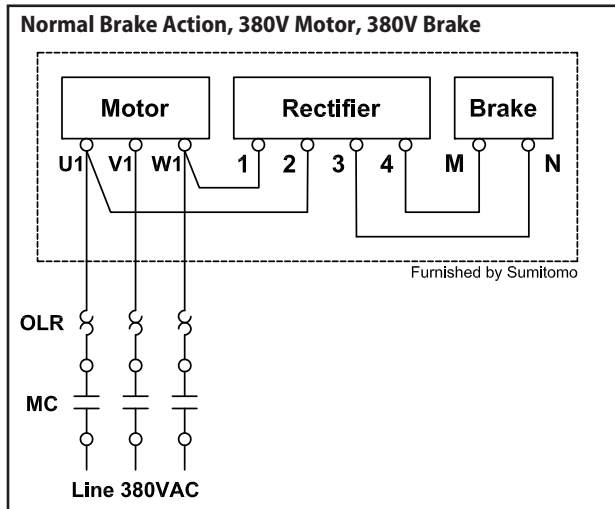 Normal Brake Action, 380V Motor, 380V Brake
Motor Rectifier Brake
U1 V1 W1 1 2 3 4 M N
Furnished by Sumitomo
OLR
MC
Line 380VAC